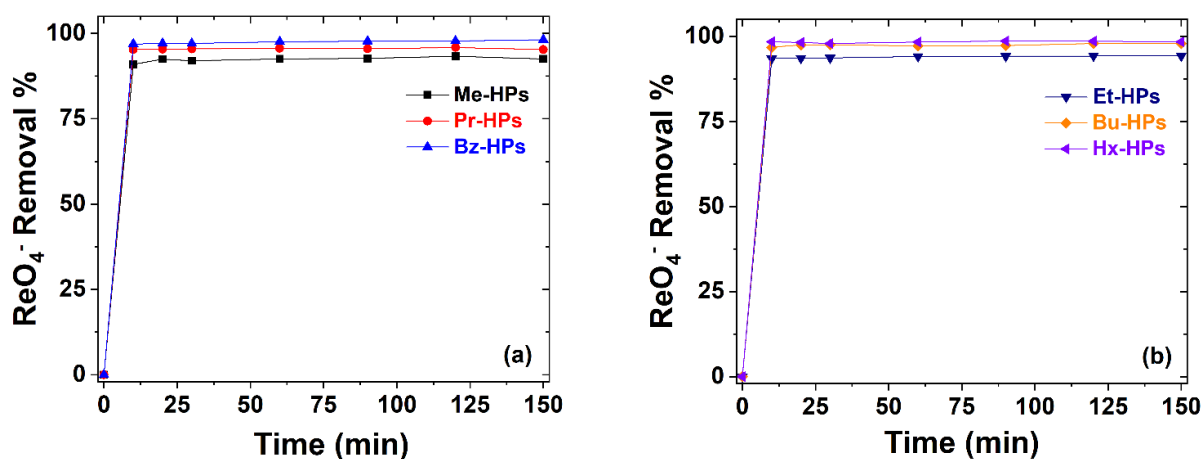 ReO₄⁻ Removal %
100
75
50
25
0
Me-HPs
Pr-HPs
Bz-HPs
(a)
0 25 50 75 100 125 150
Time (min)
ReO₄⁻ Removal %
100
75
50
25
0
Et-HPs
Bu-HPs
Hx-HPs
(b)
0 25 50 75 100 125 150
Time (min)